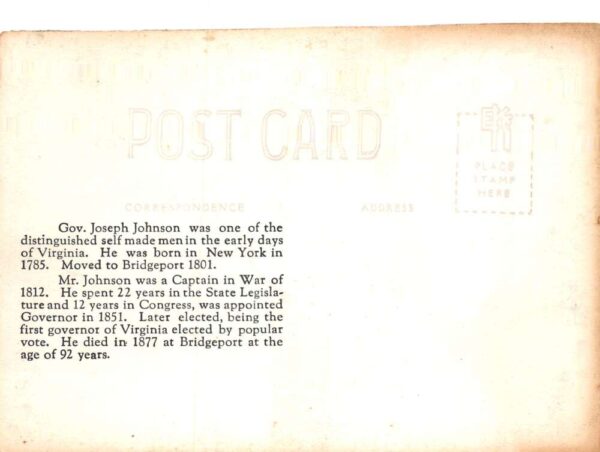 POST CARD
PLACE
STAMP
HERE
CORRESPONDENCE
ADDRESS
Gov. Joseph Johnson was one of the
distinguished self made men in the early days
of Virginia. He was born in New York in
1785. Moved to Bridgeport 1801.
Mr. Johnson was a Captain in War of
1812. He spent 22 years in the State Legisla-
ture and 12 years in Congress, was appointed
Governor in 1851. Later elected, being the
first governor of Virginia elected by popular
vote. He died in 1877 at Bridgeport at the
age of 92 years.